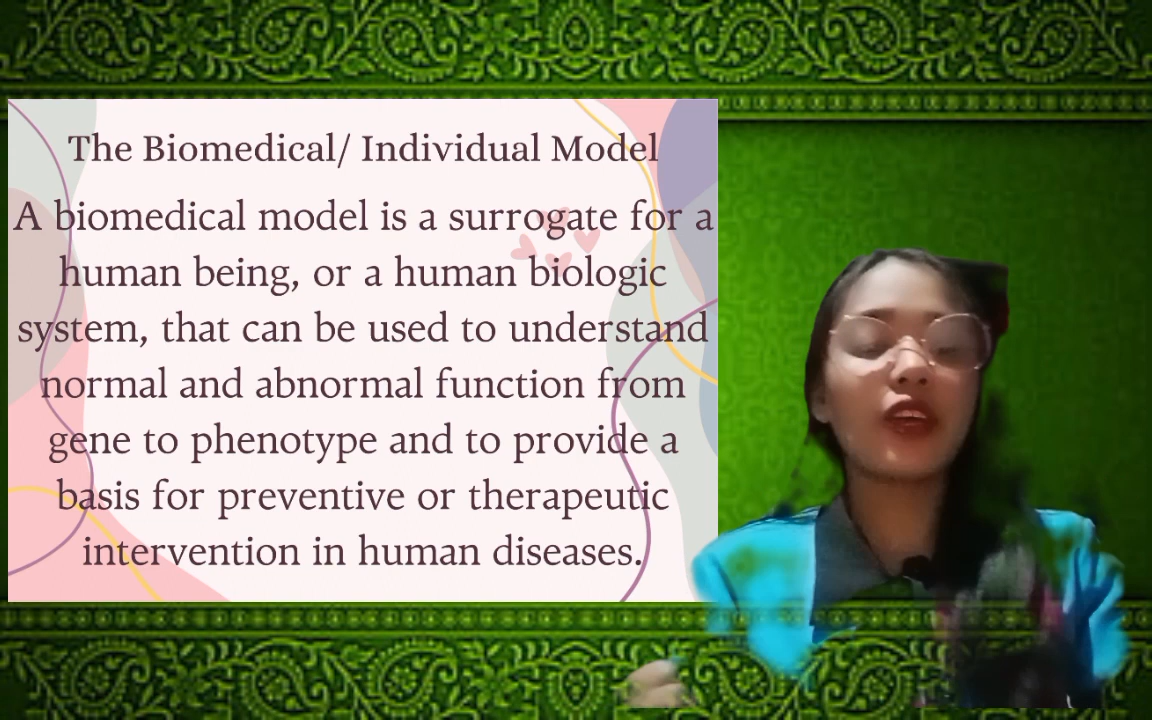 The Biomedical/ Individual Model
A biomedical model is a surrogate for a
human being, or a human biologic
system, that can be used to understand
normal and abnormal function from
gene to phenotype and to provide a
basis for preventive or therapeutic
intervention in human diseases.